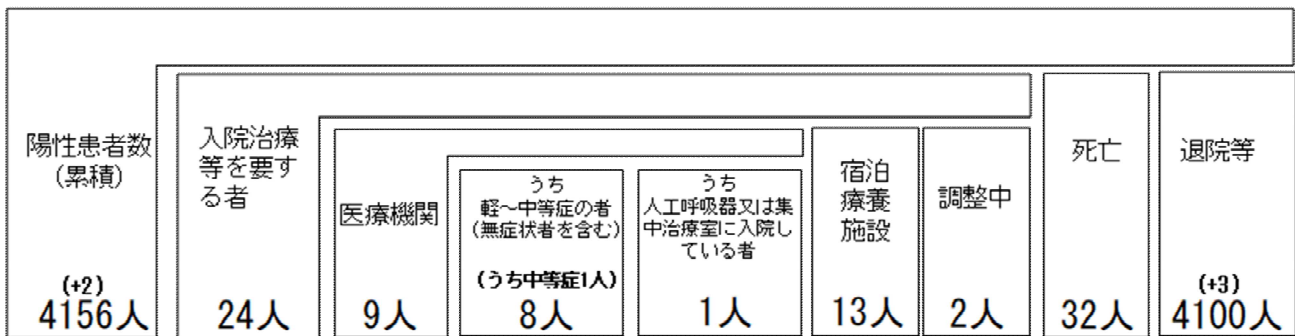 陽性患者数
(累積)
(+2)
4156人
入院治療
等を要す
る者
24人
医療機関
9人
うち
軽～中等症の者
(無症状者を含む)
(うち中等症1人)
8人
うち
人工呼吸器又は集
中治療室に入院し
ている者
1人
宿泊
療養
施設
13人
調整中
2人
死亡
32人
退院等
(+3)
4100人